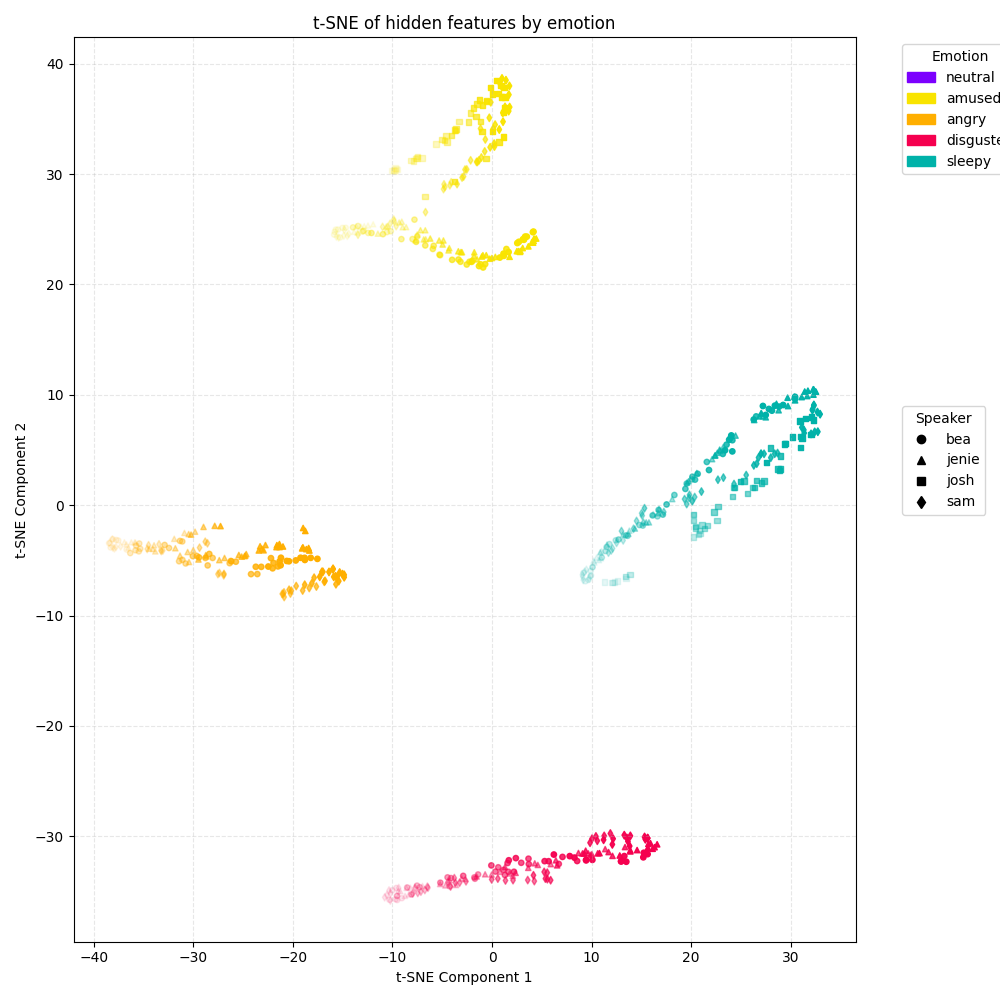 t-SNE of hidden features by emotion
Emotion
neutral
amused
angry
disguste
sleepy
Speaker
bea
jenie
josh
sam
40
30
20
10
0
−10
−20
−30
t-SNE Component 2
−40 −30 −20 −10 0 10 20 30
t-SNE Component 1